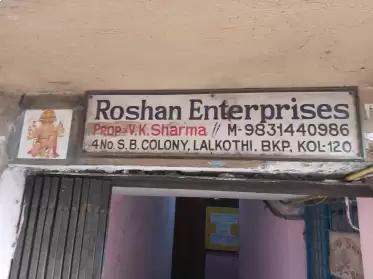 Roshan Enterprises
PROP:-V.K.Sharma // M-9831440986
4 No. S.B. COLONY, LALKOTHI, BKP, KOL-120